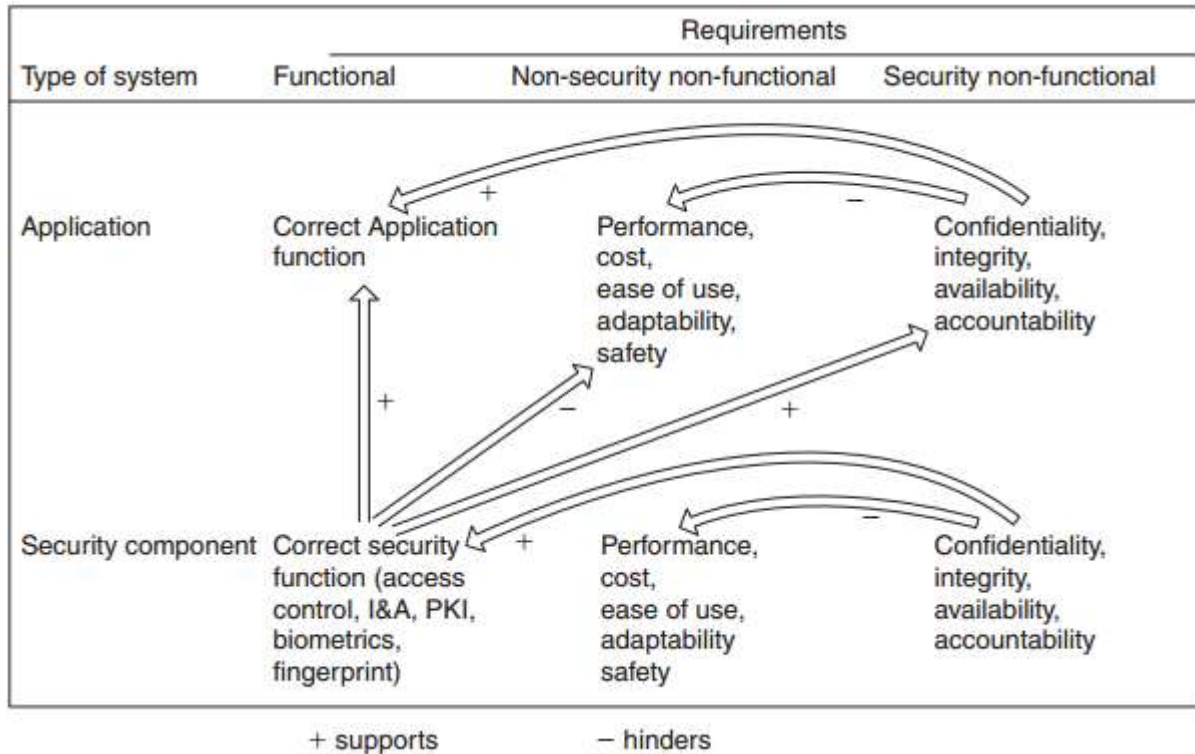 Requirements
Type of system Functional Non-security non-functional Security non-functional
+ −
Application
Correct Application
function
Performance,
cost,
ease of use,
adaptability,
safety
Confidentiality,
integrity,
availability,
accountability
+ − +
Security component
Correct security
function (access
control, I&A, PKI,
biometrics,
fingerprint)
+ −
Performance,
cost,
ease of use,
adaptability
safety
Confidentiality,
integrity,
availability,
accountability
+ supports − hinders